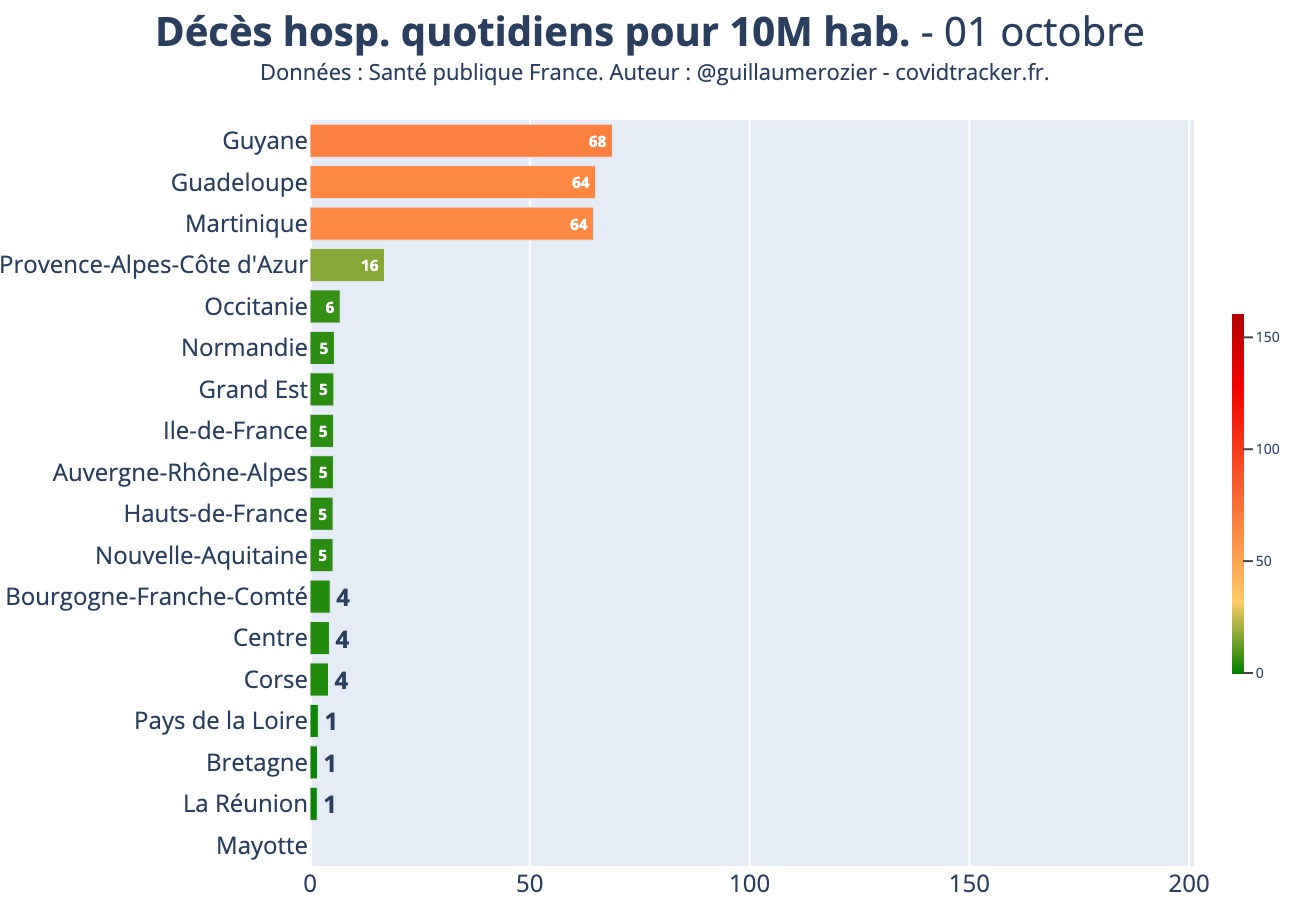 Décès hosp. quotidiens pour 10M hab. - 01 octobre
Données : Santé publique France. Auteur : @guillaumerozier - covidtracker.fr.
Guyane 68
Guadeloupe 64
Martinique 64
Provence-Alpes-Côte d'Azur 16
Occitanie 6
Normandie 5
Grand Est 5
Ile-de-France 5
Auvergne-Rhône-Alpes 5
Hauts-de-France 5
Nouvelle-Aquitaine 5
Bourgogne-Franche-Comté 4
Centre 4
Corse 4
Pays de la Loire 1
Bretagne 1
La Réunion 1
Mayotte
0 50 100 150 200
150
100
50
0